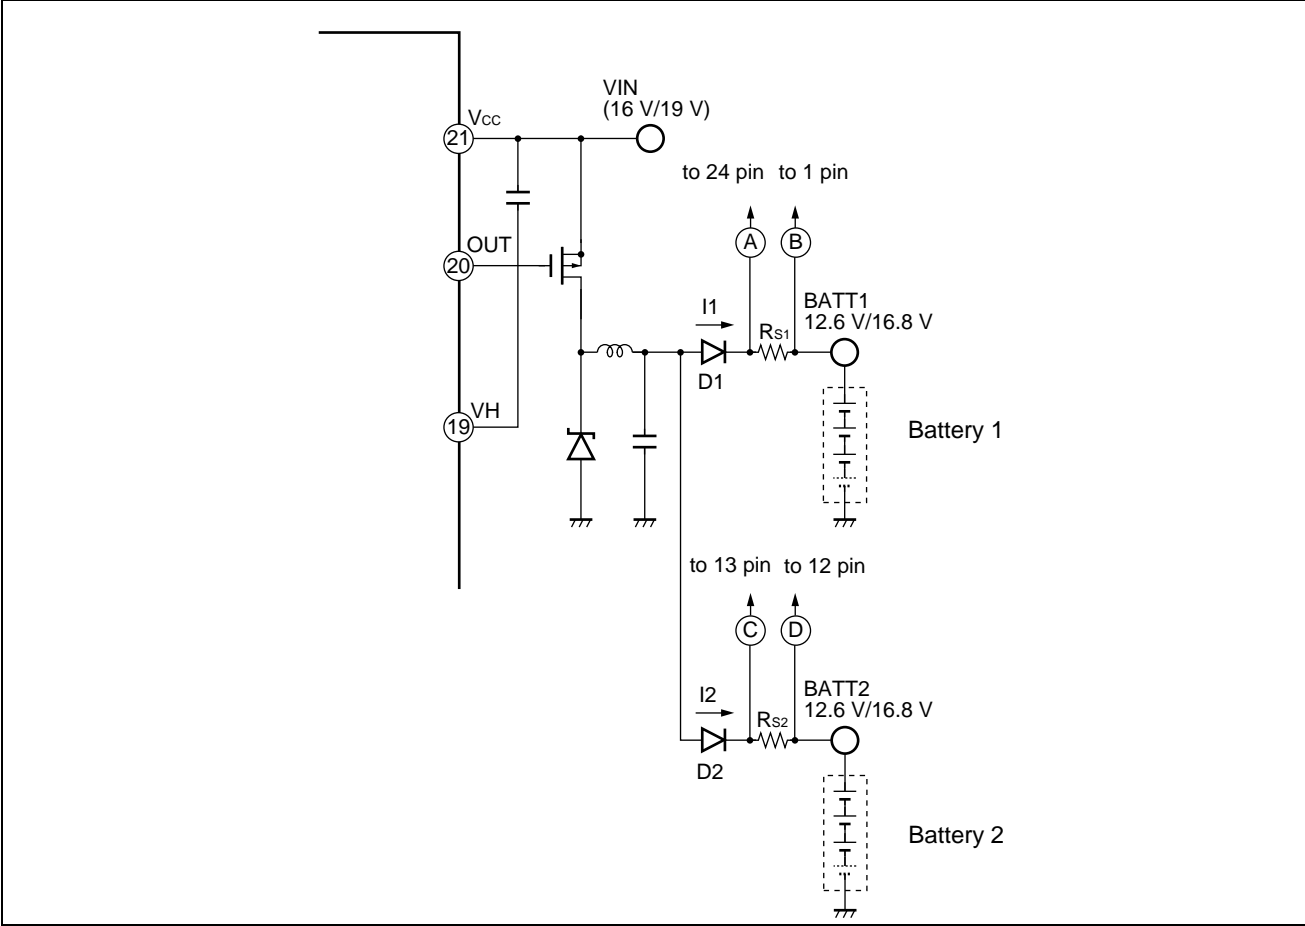 VIN
(16 V/19 V)
VCC
21
to 24 pin to 1 pin
A B
OUT
20
BATT1
12.6 V/16.8 V
I1
RS1
D1
VH
19
Battery 1
to 13 pin to 12 pin
C D
BATT2
12.6 V/16.8 V
I2
RS2
D2
Battery 2